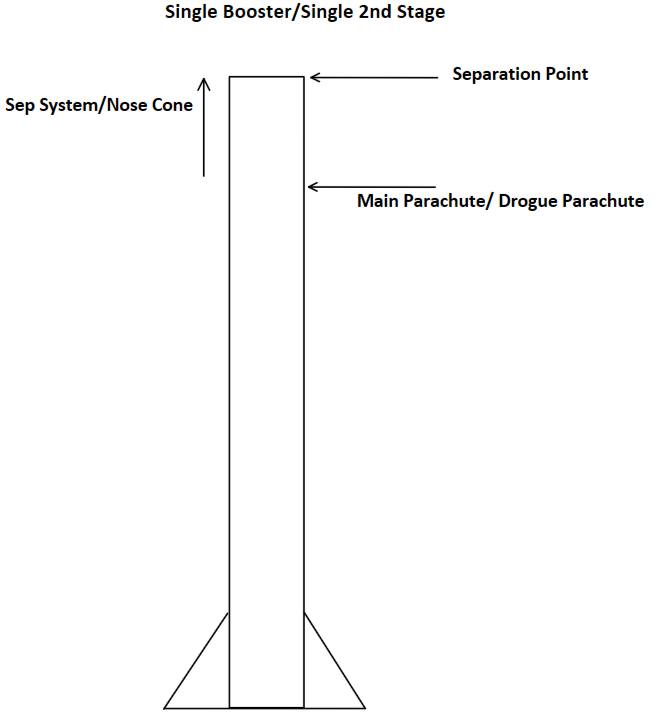 Single Booster/Single 2nd Stage
Separation Point
Sep System/Nose Cone
Main Parachute/ Drogue Parachute